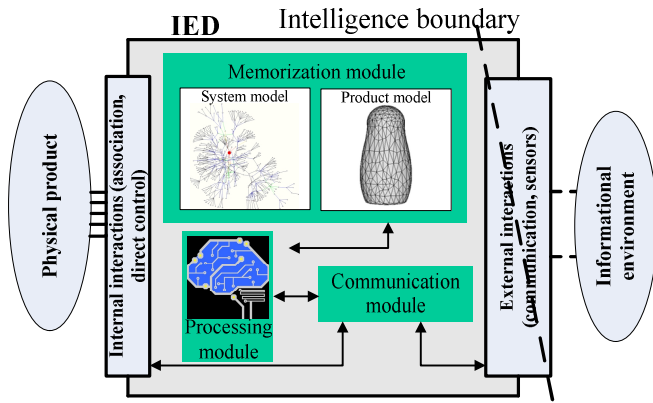 IED
Intelligence boundary
Memorization module
System model
Product model
Physical product
Internal interactions (association,
direct control)
Processing
module
Communication
module
External interactions
(communication, sensors)
Informational
environment